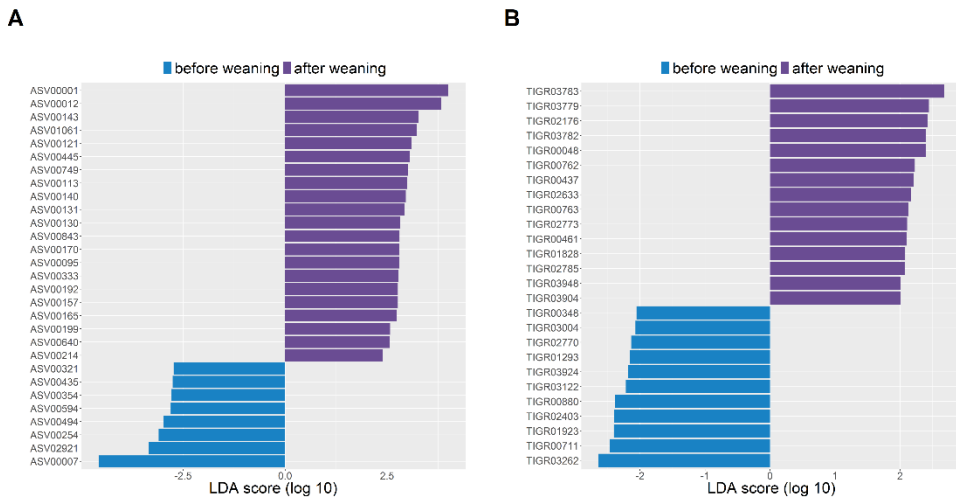 A
before weaning after weaning
ASV00001
ASV00012
ASV00143
ASV01061
ASV00121
ASV00445
ASV00749
ASV00113
ASV00140
ASV00131
ASV00130
ASV00843
ASV00170
ASV00095
ASV00333
ASV00192
ASV00157
ASV00165
ASV00199
ASV00640
ASV00214
ASV00321
ASV00435
ASV00354
ASV00594
ASV00494
ASV00254
ASV02921
ASV00007
-2.5 0.0 2.5
LDA score (log 10)
B
before weaning after weaning
TIGR03783
TIGR03779
TIGR02176
TIGR03782
TIGR00048
TIGR00762
TIGR00437
TIGR02633
TIGR00763
TIGR02773
TIGR00461
TIGR01828
TIGR02785
TIGR03948
TIGR03904
TIGR00348
TIGR03004
TIGR02770
TIGR01293
TIGR03924
TIGR03122
TIGR00880
TIGR02403
TIGR01923
TIGR00711
TIGR03262
-2 -1 0 1 2
LDA score (log 10)